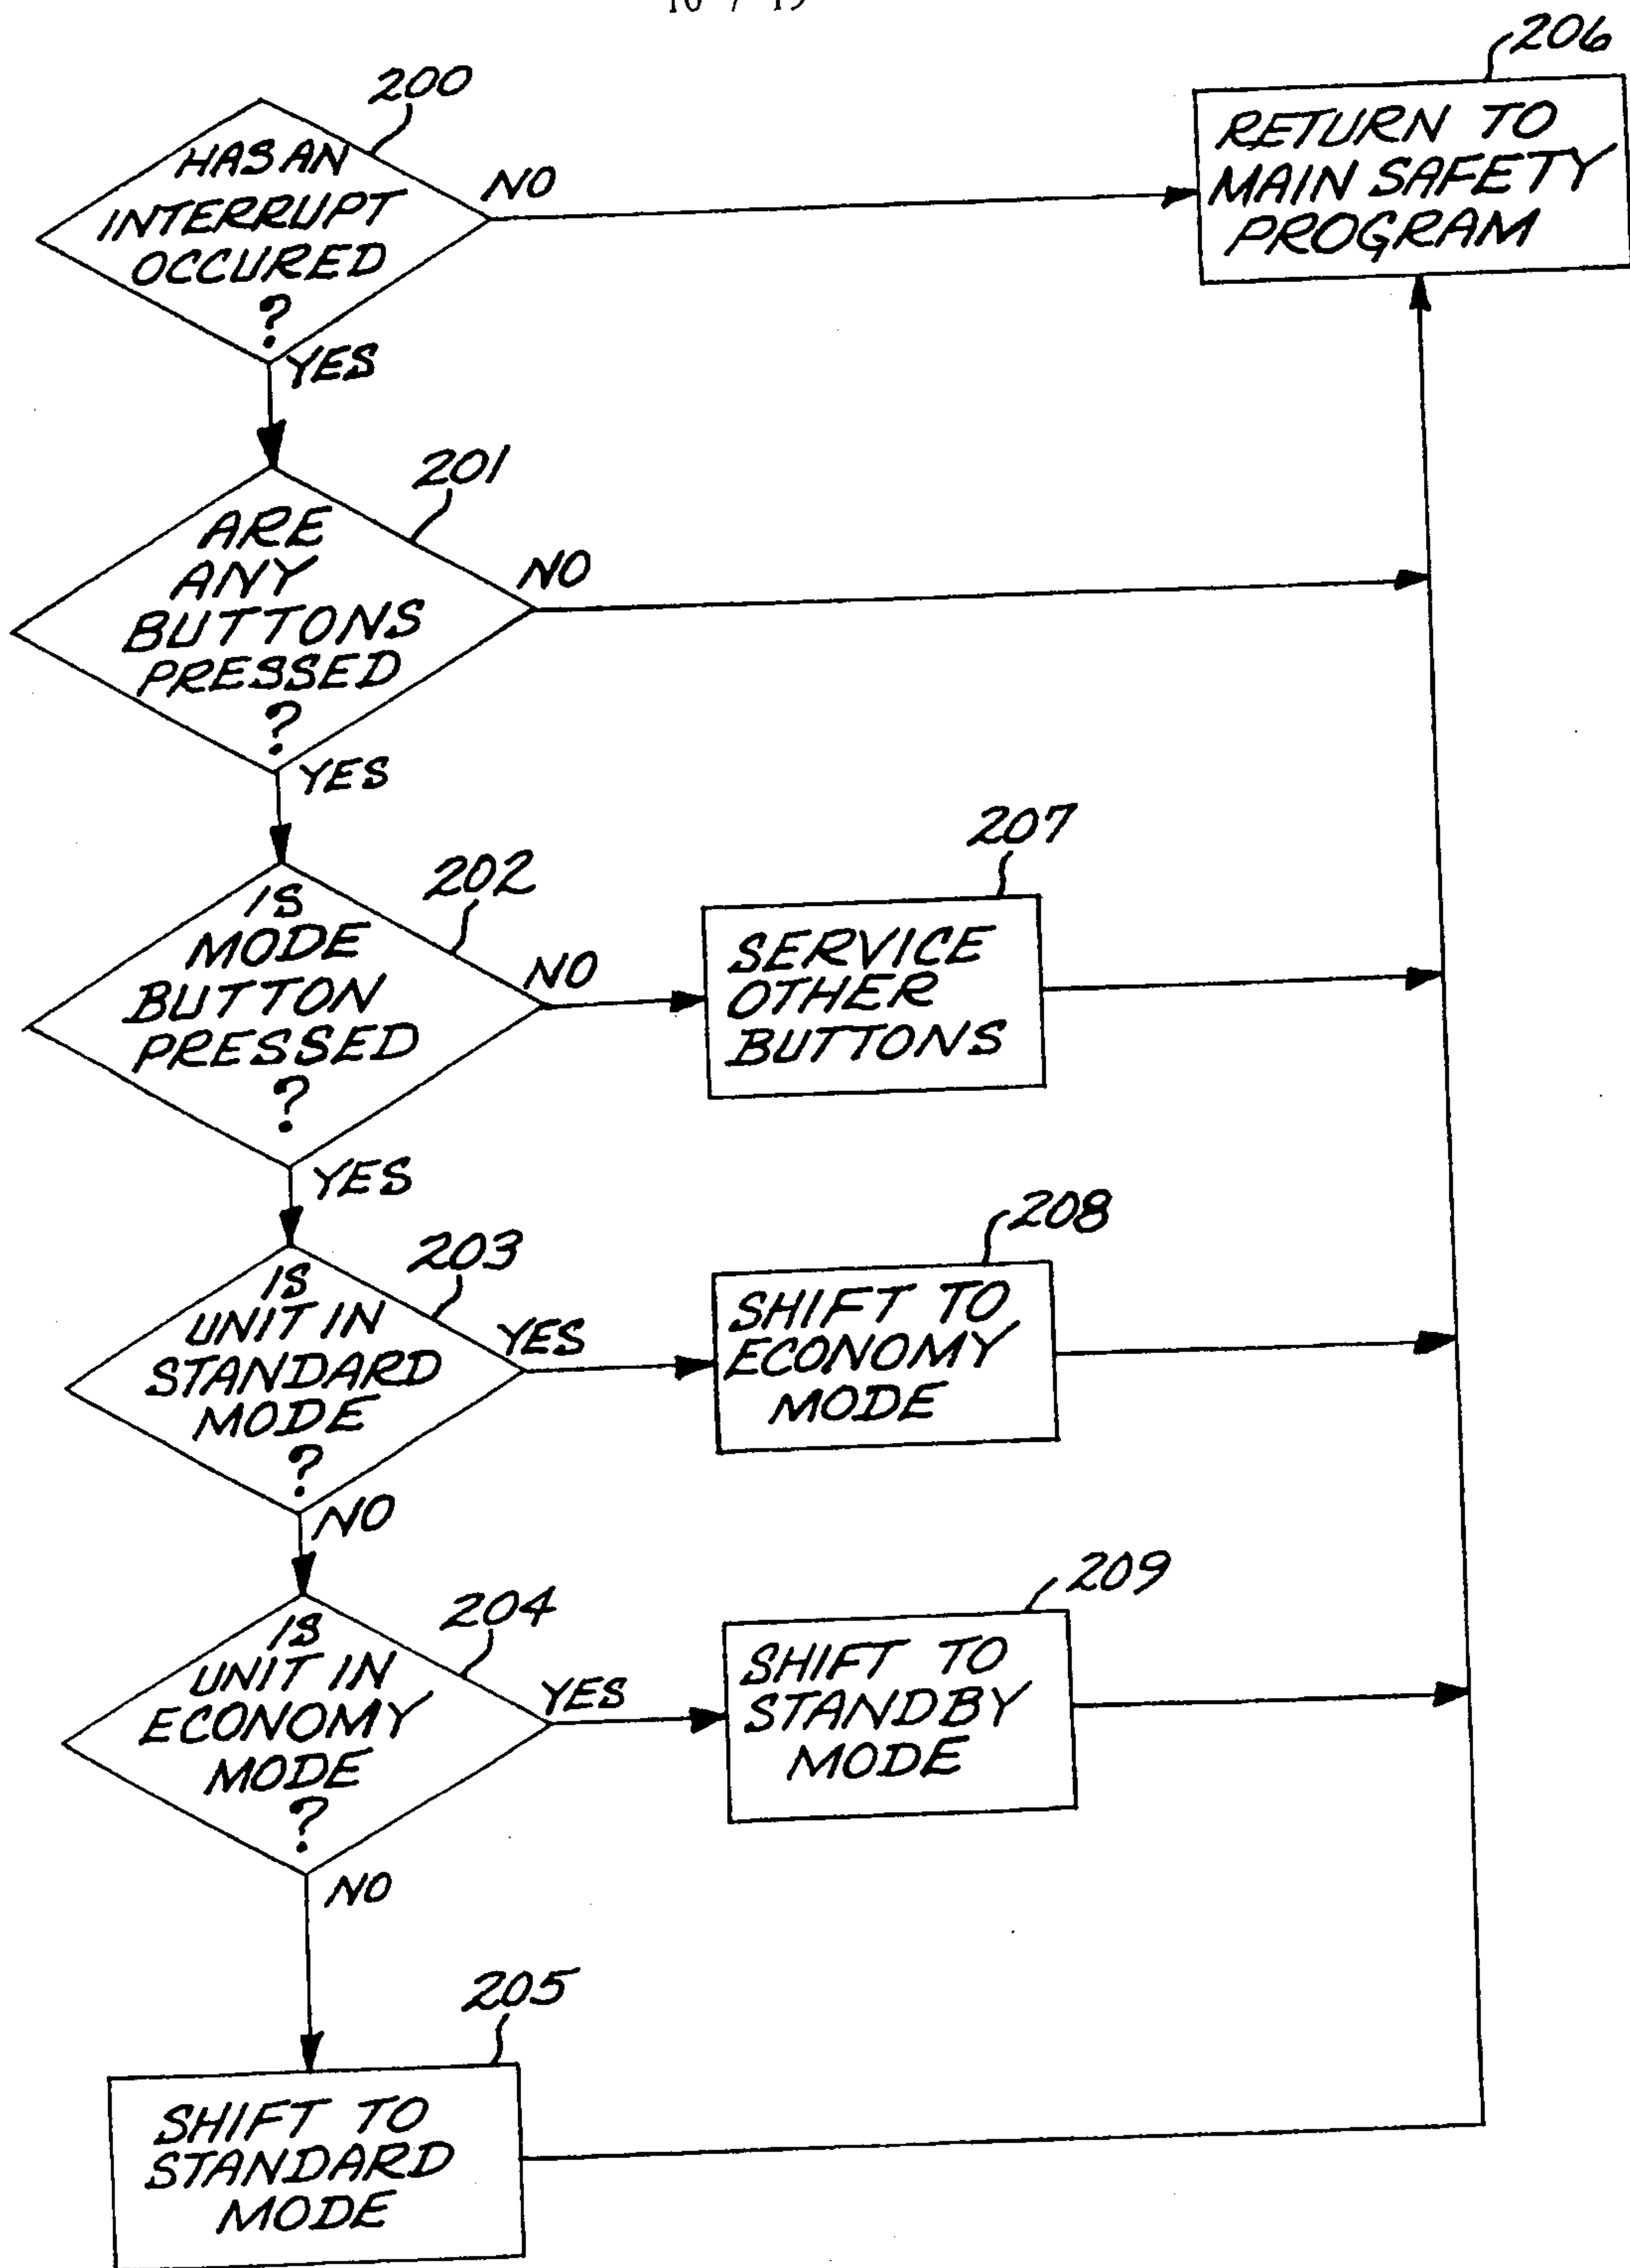 200
HAS AN
INTERRUPT
OCCURED
?
NO
YES
206
RETURN TO
MAIN SAFETY
PROGRAM
201
ARE
ANY
BUTTONS
PRESSED
?
NO
YES
202
IS
MODE
BUTTON
PRESSED
?
NO
YES
207
SERVICE
OTHER
BUTTONS
203
IS
UNIT IN
STANDARD
MODE
?
YES
NO
208
SHIFT TO
ECONOMY
MODE
204
IS
UNIT IN
ECONOMY
MODE
?
YES
NO
209
SHIFT TO
STANDBY
MODE
205
SHIFT TO
STANDARD
MODE